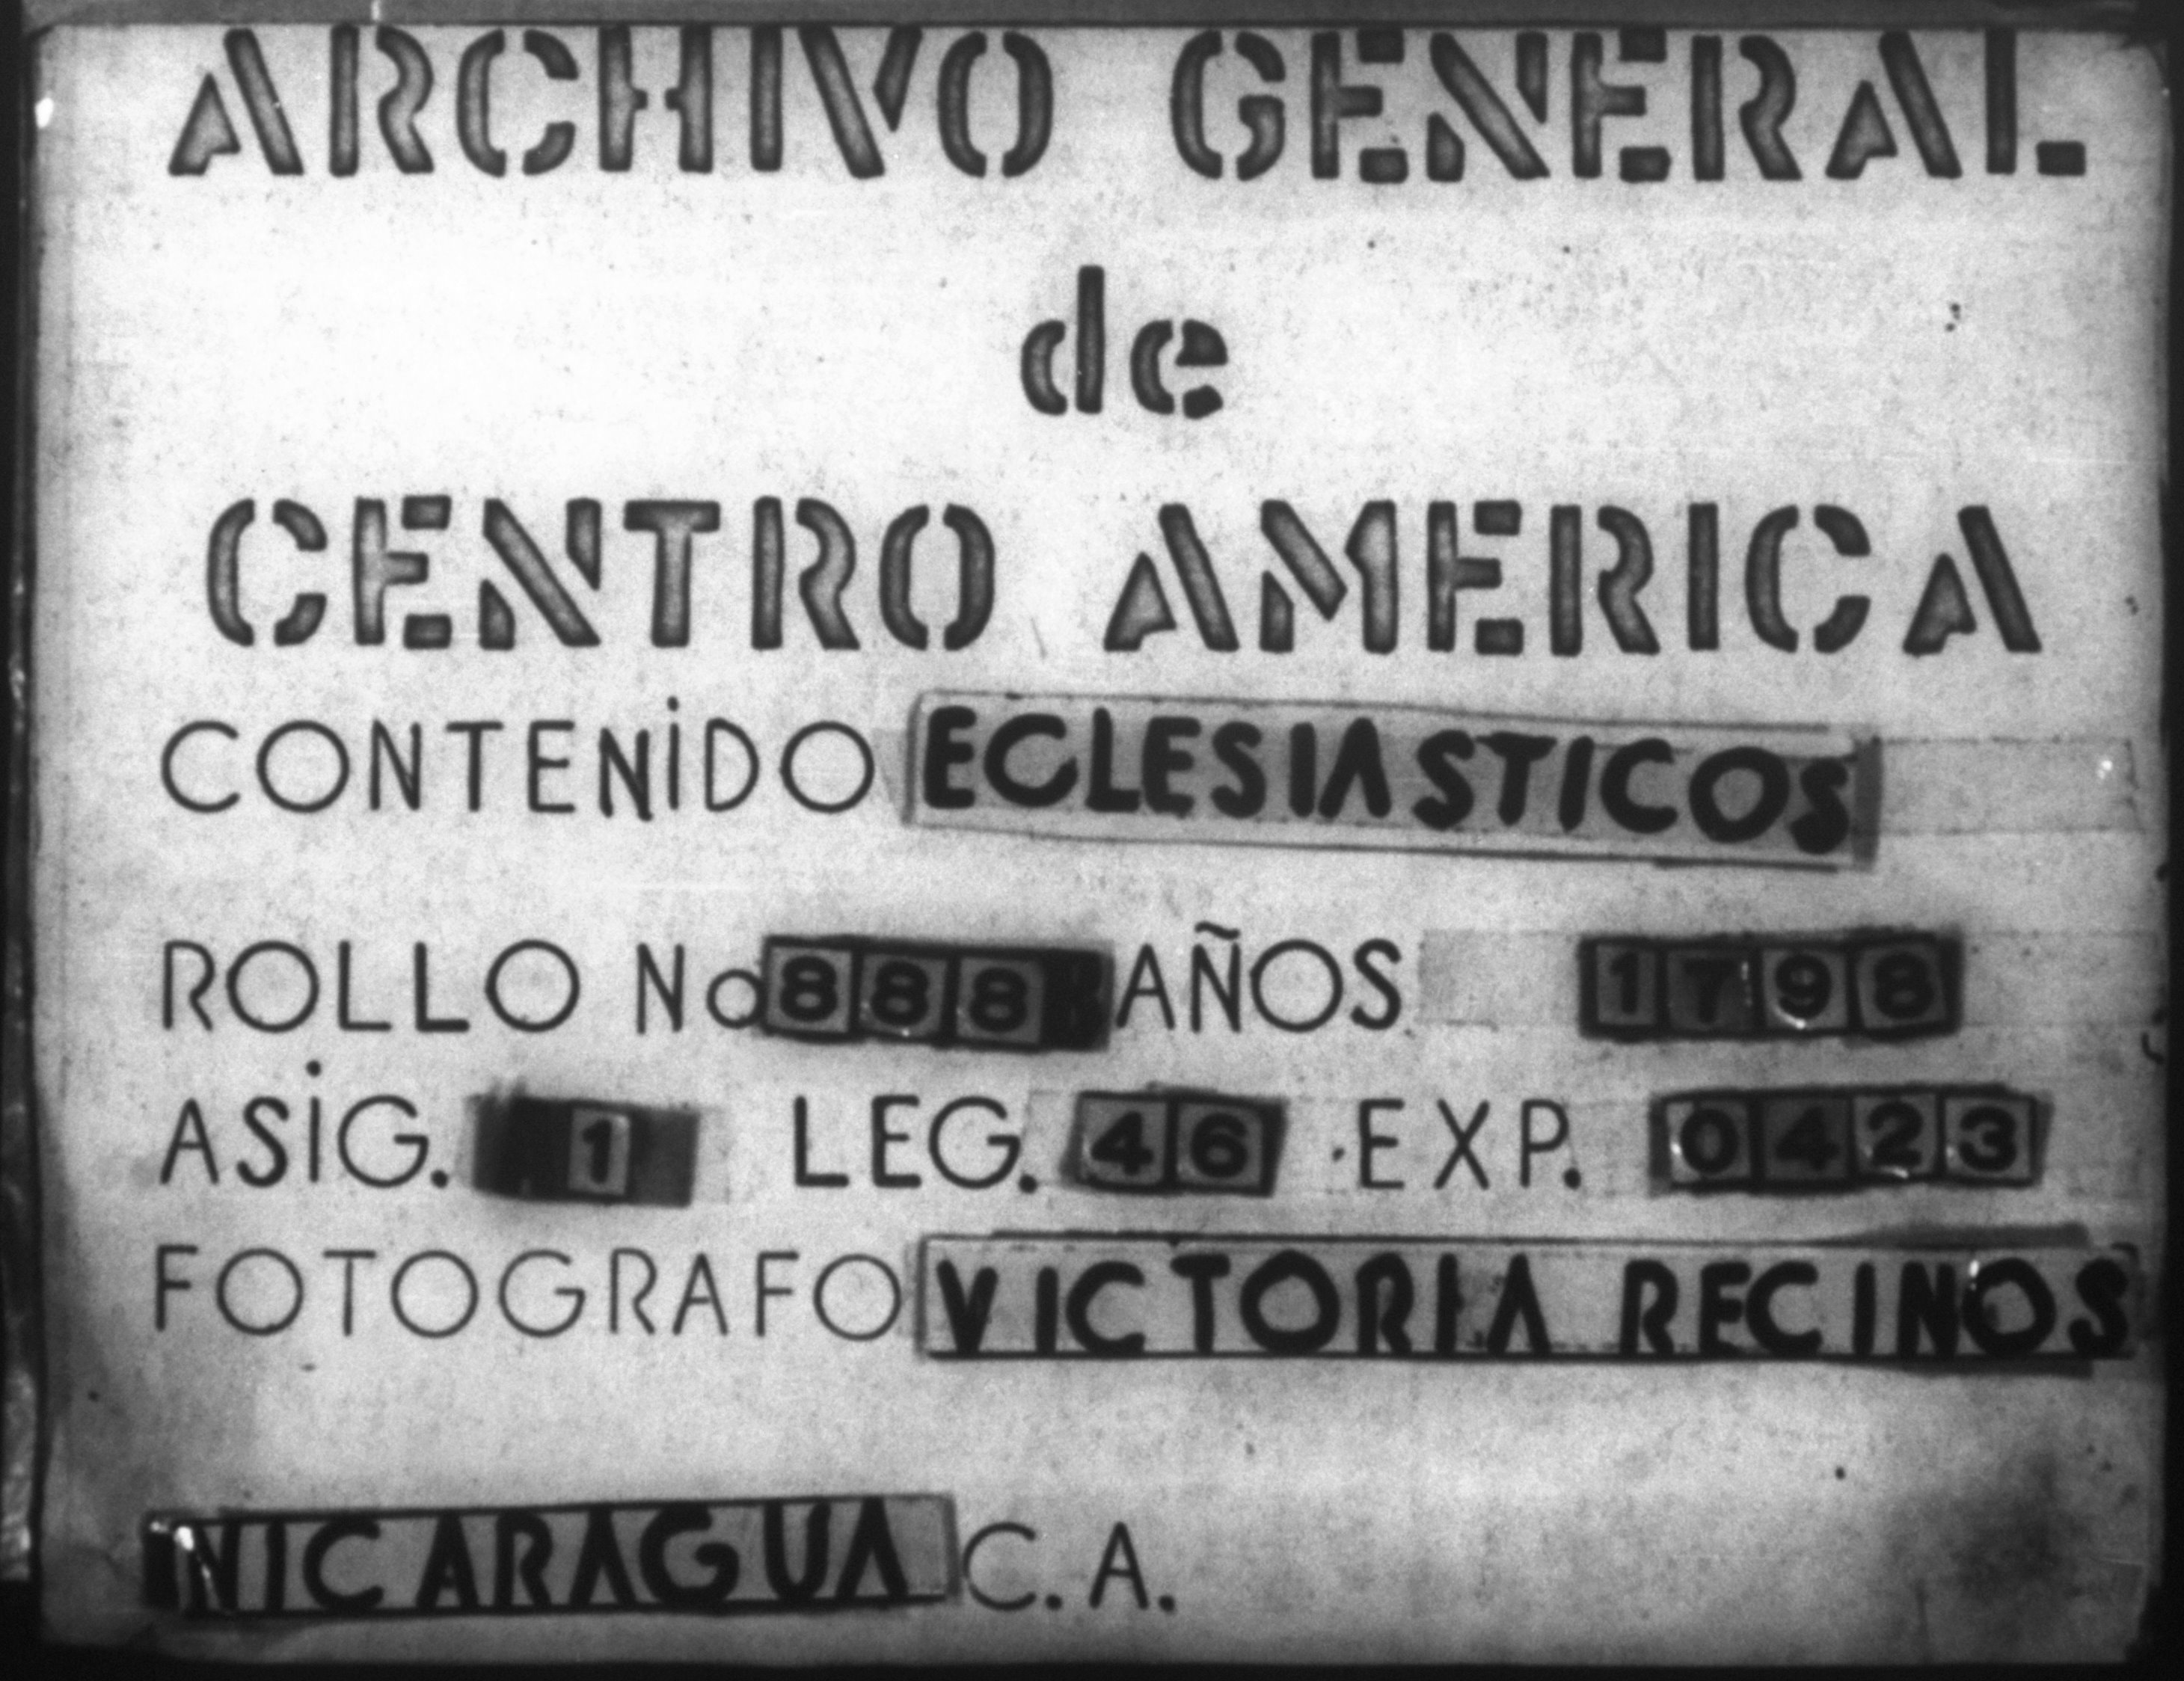 ARCHIVO GENERAL
de
CENTRO AMERICA
CONTENiDO ECLESIASTICOS
ROLLO No 888 AÑOS 1798
ASiG. 1 LEG. 46 EXP. 0423
FOTOGRAFO VICTORIA RECINOS
NICARAGUA C.A.